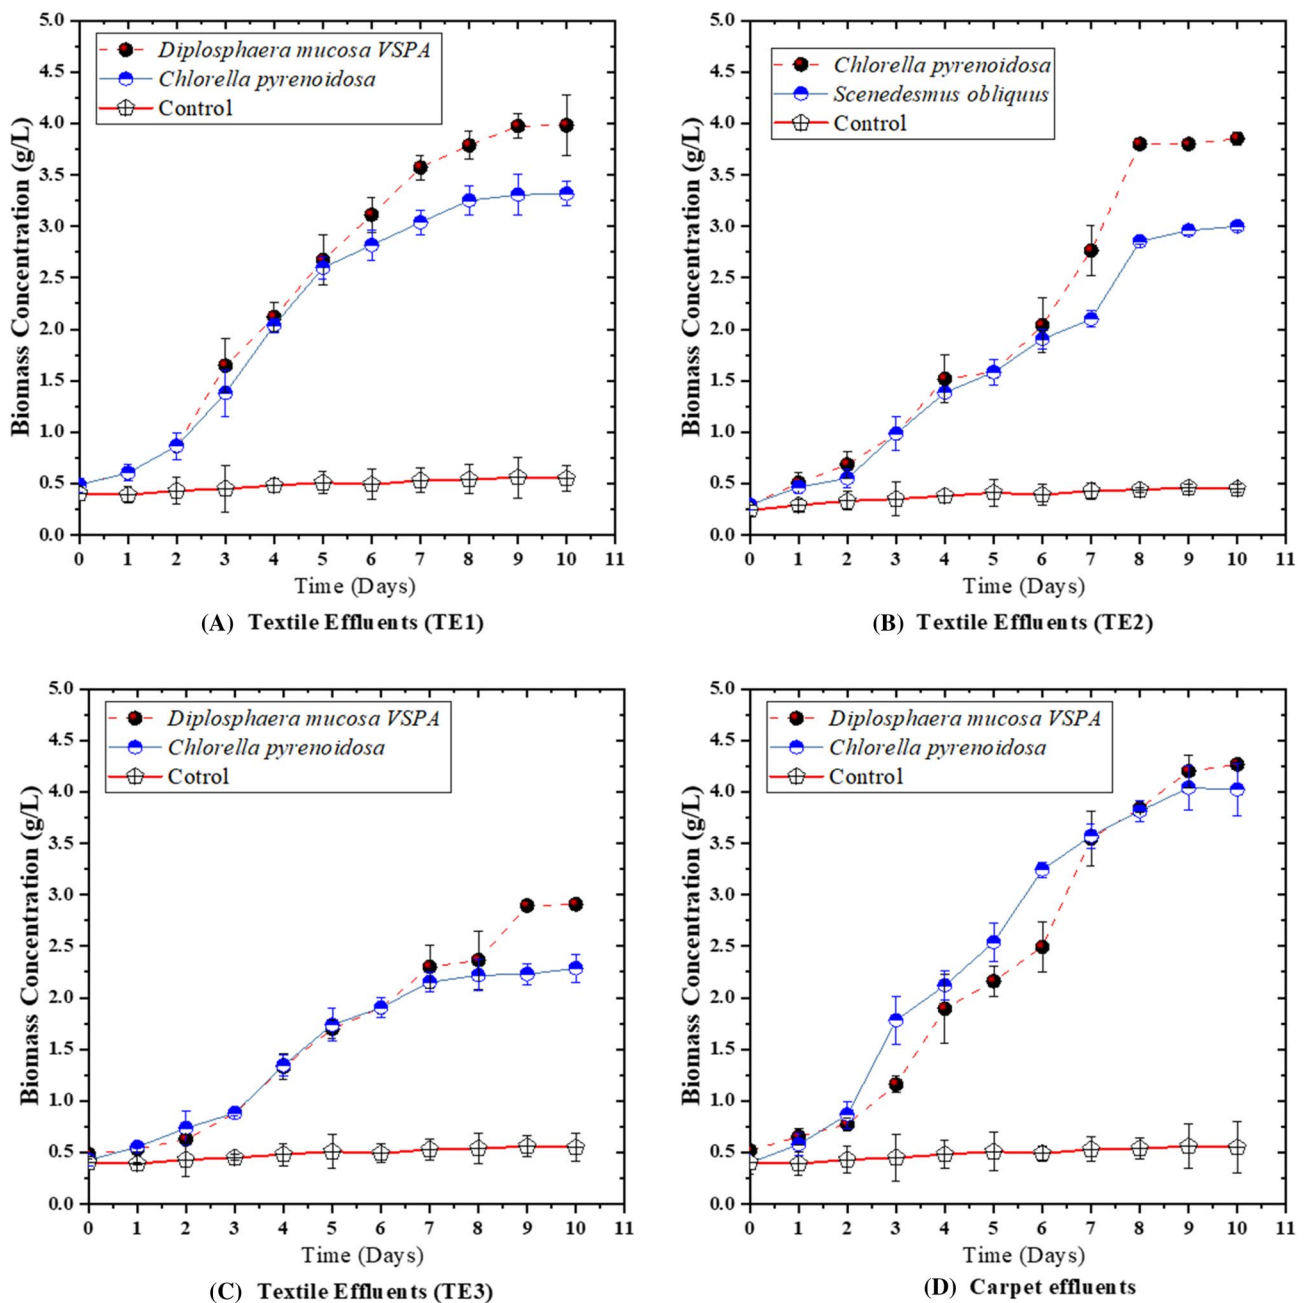 5.0
4.5
4.0
3.5
3.0
2.5
2.0
1.5
1.0
0.5
0.0
Biomass Concentration (g/L)
Diplosphaera mucosa VSPA
Chlorella pyrenoidosa
Control
0 1 2 3 4 5 6 7 8 9 10 11
Time (Days)
(A) Textile Effluents (TE1)
5.0
4.5
4.0
3.5
3.0
2.5
2.0
1.5
1.0
0.5
0.0
Biomass Concentration (g/L)
Chlorella pyrenoidosa
Scenedesmus obliquus
Control
0 1 2 3 4 5 6 7 8 9 10 11
Time (Days)
(B) Textile Effluents (TE2)
5.0
4.5
4.0
3.5
3.0
2.5
2.0
1.5
1.0
0.5
0.0
Biomass Concentration (g/L)
Diplosphaera mucosa VSPA
Chlorella pyrenoidosa
Cotrol
0 1 2 3 4 5 6 7 8 9 10 11
Time (Days)
(C) Textile Effluents (TE3)
5.0
4.5
4.0
3.5
3.0
2.5
2.0
1.5
1.0
0.5
0.0
Biomass Concentration (g/L)
Diplosphaera mucosa VSPA
Chlorella pyrenoidosa
Control
0 1 2 3 4 5 6 7 8 9 10 11
Time (Days)
(D) Carpet effluents